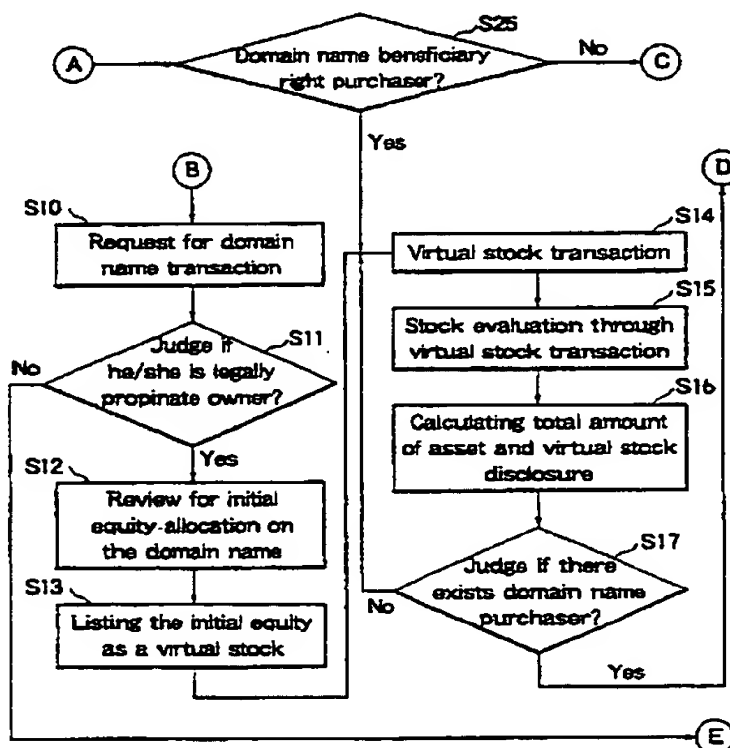 S25
A
Domain name beneficiary
right purchaser?
No
C
Yes
B
D
S10
Request for domain
name transaction
S11
Judge if
he/she is legally
propinate owner?
No
Yes
S12
Review for initial
equity-allocation on
the domain name
S13
Listing the initial equity
as a virtual stock
S14
Virtual stock transaction
S15
Stock evaluation through
virtual stock transaction
S16
Calculating total amount
of asset and virtual stock
disclosure
S17
Judge if there
exists domain name
purchaser?
No
Yes
E